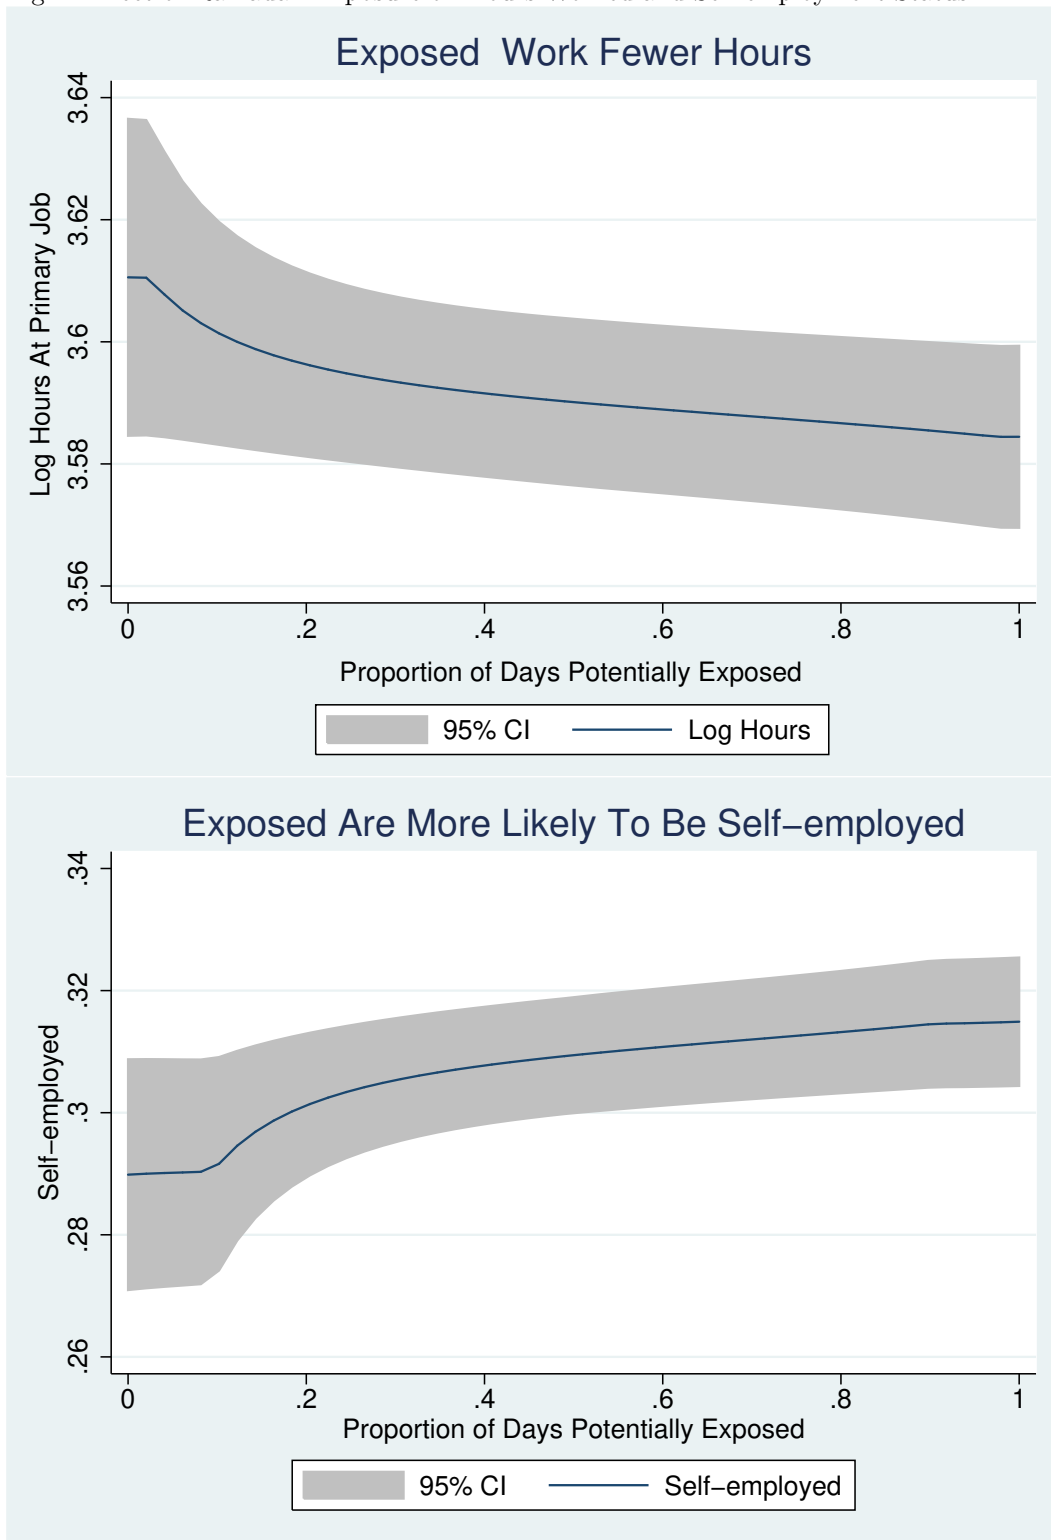 Exposed Work Fewer Hours
3.64
3.62
3.6
3.58
3.56
Log Hours At Primary Job
0 .2 .4 .6 .8 1
Proportion of Days Potentially Exposed
95% CI Log Hours
Exposed Are More Likely To Be Self−employed
.34
.32
.3
.28
.26
Self−employed
0 .2 .4 .6 .8 1
Proportion of Days Potentially Exposed
95% CI Self−employed